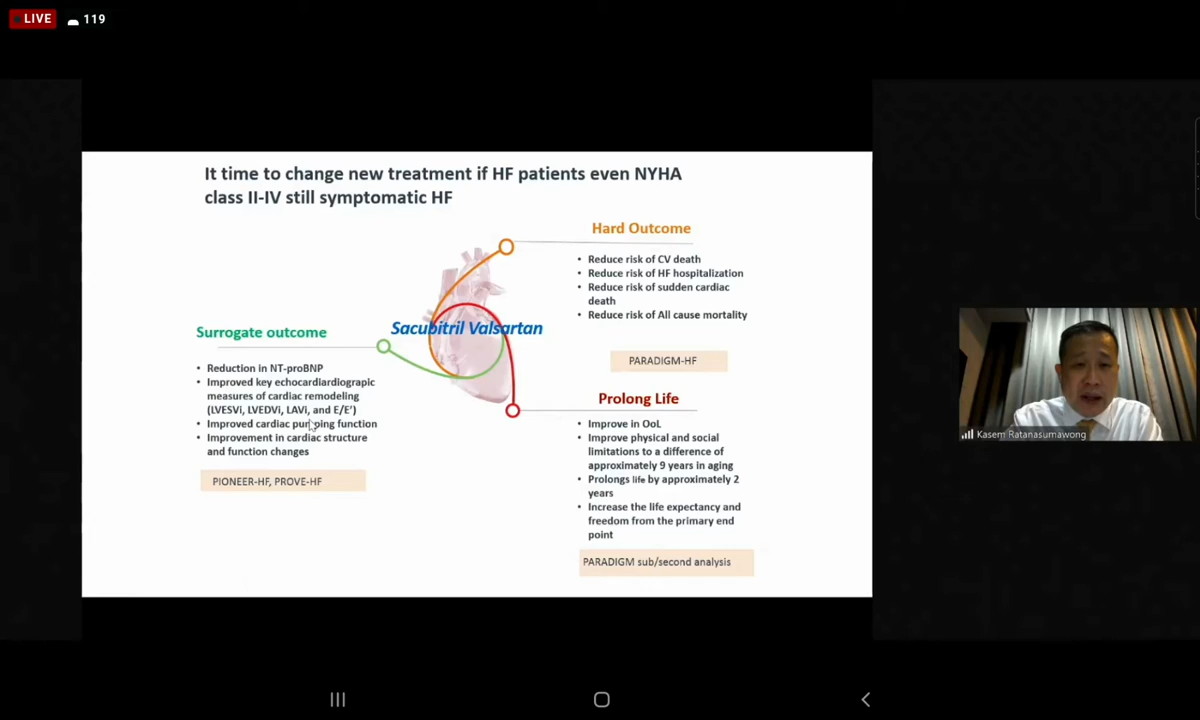 LIVE 119
It time to change new treatment if HF patients even NYHA
class II-IV still symptomatic HF
Hard Outcome
• Reduce risk of CV death
• Reduce risk of HF hospitalization
• Reduce risk of sudden cardiac
death
• Reduce risk of All cause mortality
PARADIGM-HF
Sacubitril Valsartan
Surrogate outcome
• Reduction in NT-proBNP
• Improved key echocardiardiograpic
measures of cardiac remodeling
(LVESVi, LVEDVi, LAVi, and E/E’)
• Improved cardiac pumping function
• Improvement in cardiac structure
and function changes
PIONEER-HF, PROVE-HF
Prolong Life
• Improve in OoL
• Improve physical and social
limitations to a difference of
approximately 9 years in aging
• Prolongs life by approximately 2
years
• Increase the life expectancy and
freedom from the primary end
point
PARADIGM sub/second analysis
Kasem Ratanasumawong